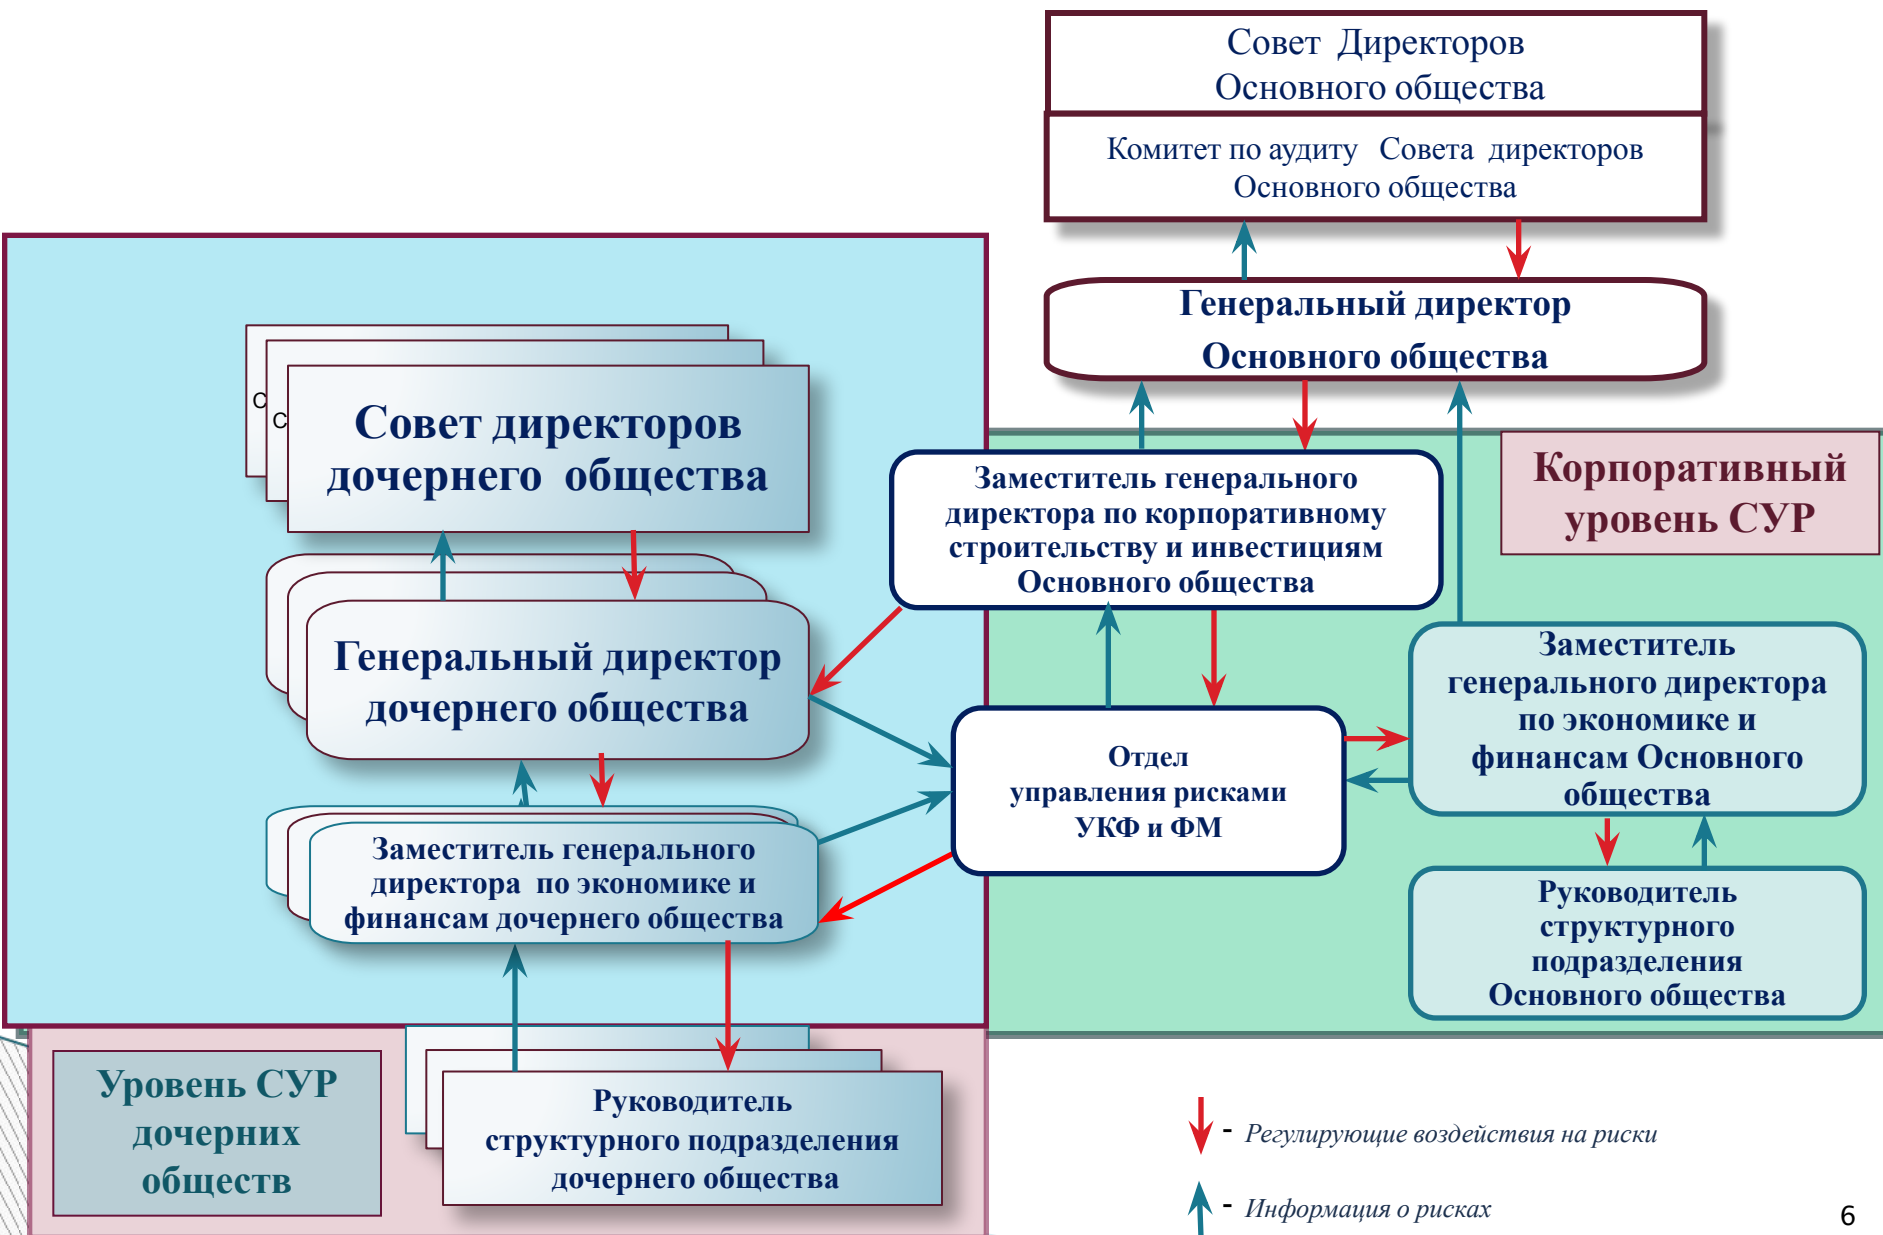 Совет Директоров
Основного общества
Комитет по аудиту Совета директоров
Основного общества
Генеральный директор
Основного общества
С
С
Совет директоров
дочернего общества
Заместитель генерального
директора по корпоративному
строительству и инвестициям
Основного общества
Корпоративный
уровень СУР
Генеральный директор
дочернего общества
Заместитель
генерального директора
по экономике и
финансам Основного
общества
Отдел
управления рисками
УКФ и ФМ
Заместитель генерального
директора по экономике и
финансам дочернего общества
Руководитель
структурного
подразделения
Основного общества
Уровень СУР
дочерних
обществ
Руководитель
структурного подразделения
дочернего общества
- Регулирующие воздействия на риски
- Информация о рисках
6